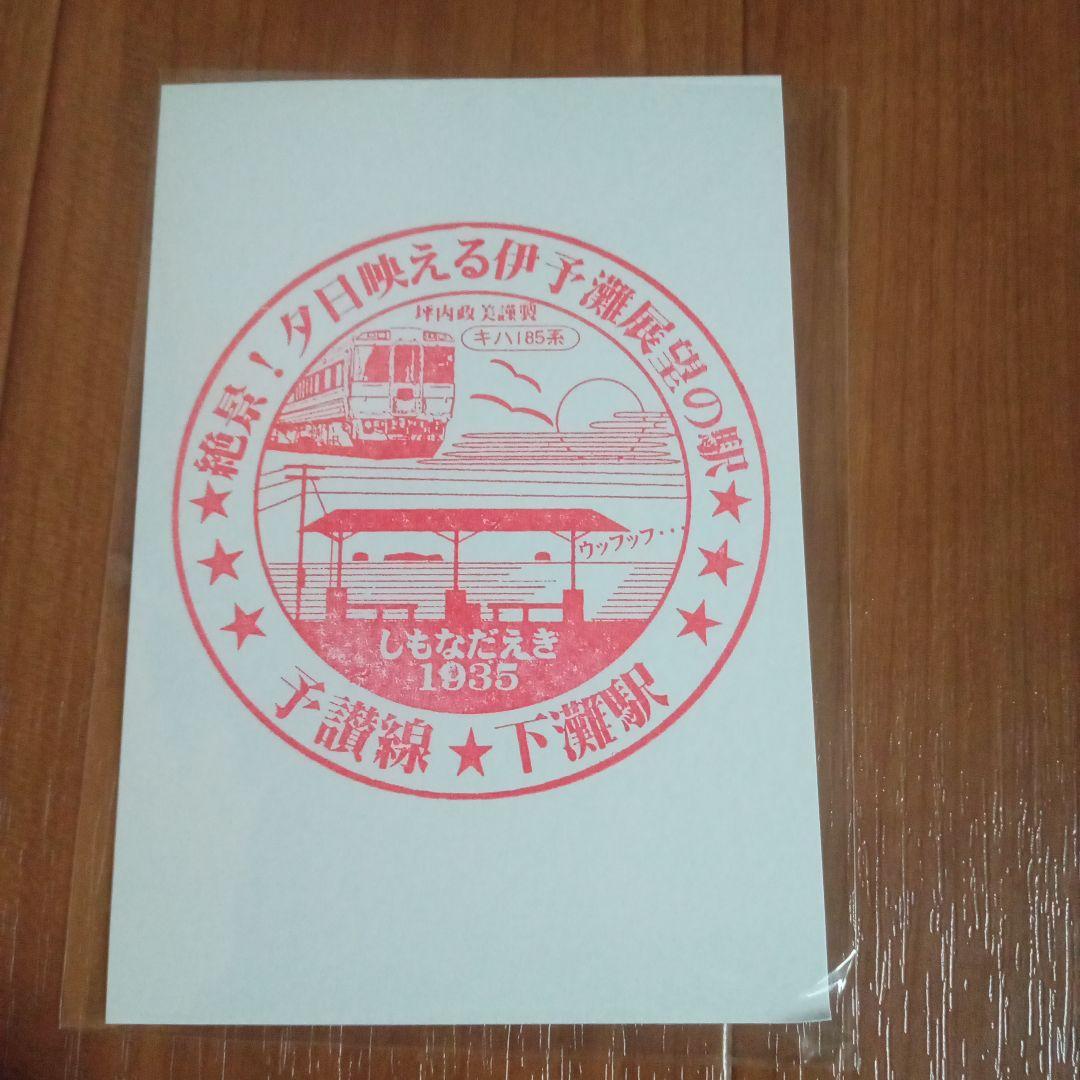 絶景！夕日映える伊予灘展望の駅
坪内政美謹製
キハ185系
ウッフッフ・・・
しもなだえき
1935
予讃線★下灘駅